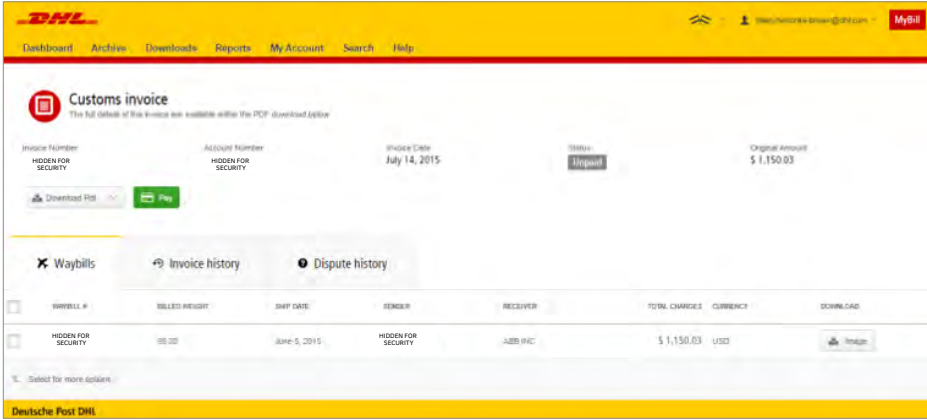 DHL
MyBill
Dashboard Archive Downloads Reports My Account Search Help
Customs invoice
The full details of this invoice are available within the PDF download below
Invoice Number Account Number Invoice Date Status Original Amount
HIDDEN FOR SECURITY HIDDEN FOR SECURITY July 14, 2015 Unpaid $ 1,150.03
Download Pdf Pay
Waybills Invoice history Dispute history
WAYBILL # BILLED WEIGHT SHIP DATE SENDER RECEIVER TOTAL CHARGES CURRENCY DOWNLOAD
HIDDEN FOR SECURITY June 5, 2015 HIDDEN FOR SECURITY ABB INC $ 1,150.03 USD Image
Select for more options
Deutsche Post DHL